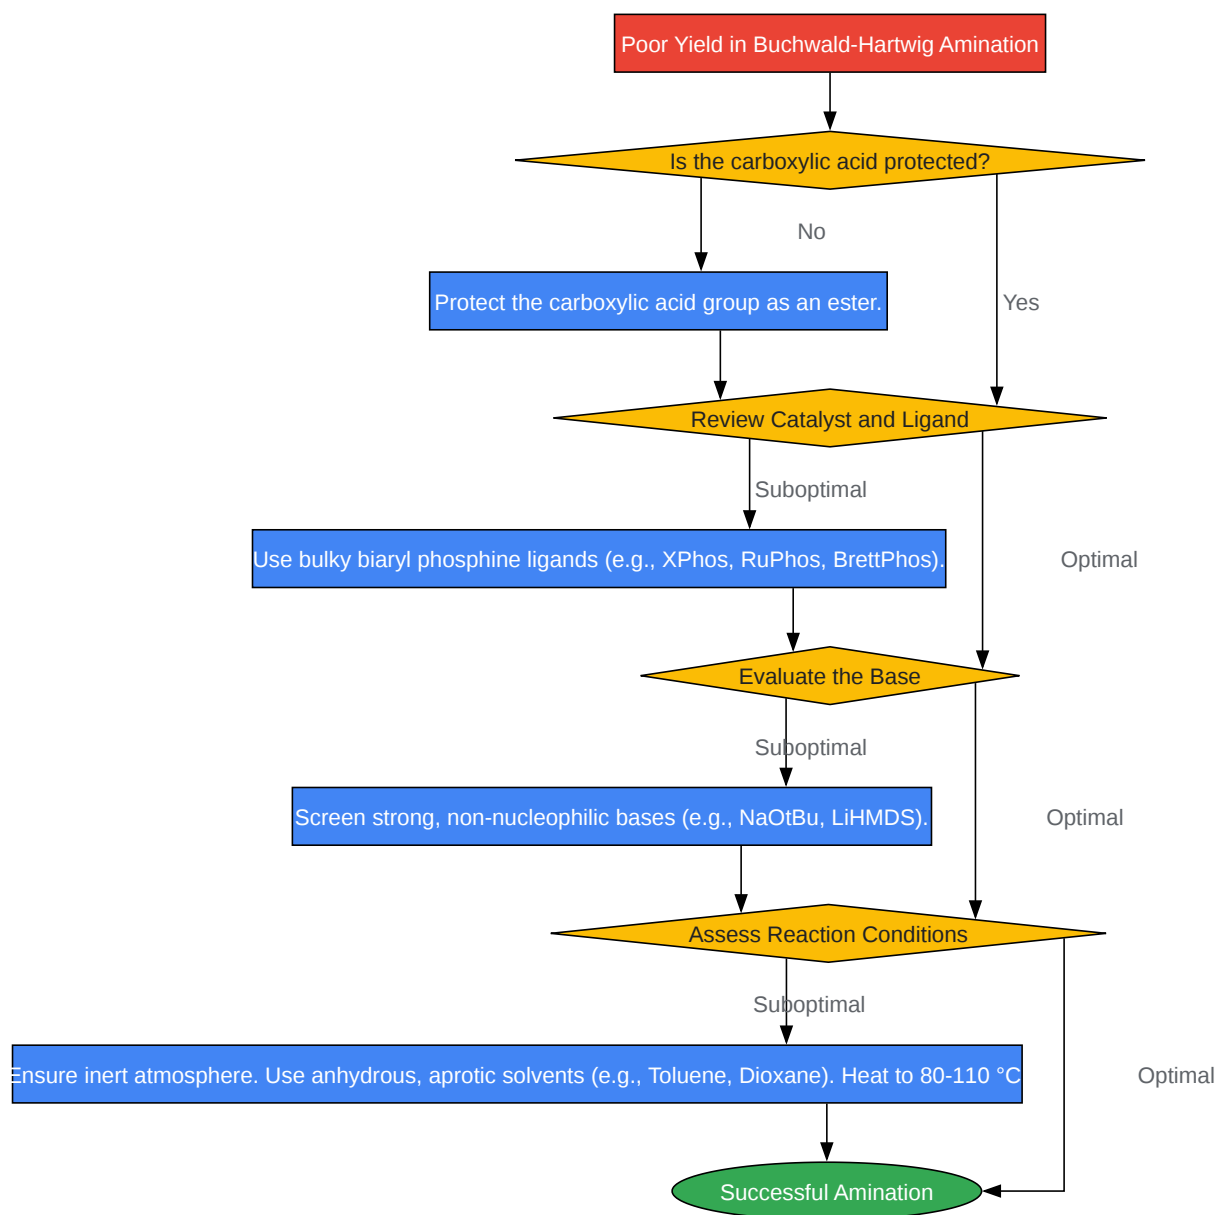 Poor Yield in Buchwald-Hartwig Amination
Is the carboxylic acid protected?
No
Protect the carboxylic acid group as an ester.
Yes
Review Catalyst and Ligand
Suboptimal
Use bulky biaryl phosphine ligands (e.g., XPhos, RuPhos, BrettPhos).
Optimal
Evaluate the Base
Suboptimal
Screen strong, non-nucleophilic bases (e.g., NaOtBu, LiHMDS).
Optimal
Assess Reaction Conditions
Suboptimal
Ensure inert atmosphere. Use anhydrous, aprotic solvents (e.g., Toluene, Dioxane). Heat to 80-110 °C
Optimal
Successful Amination